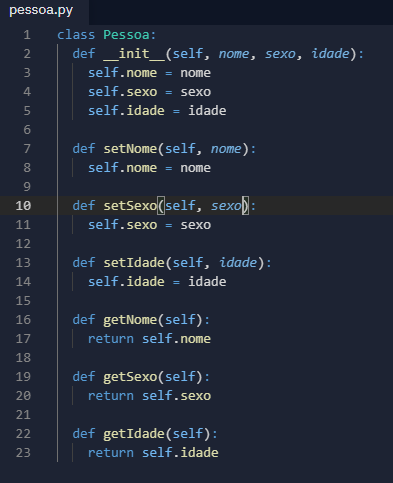 pessoa.py
1 class Pessoa:
2   def __init__(self, nome, sexo, idade):
3     self.nome = nome
4     self.sexo = sexo
5     self.idade = idade
6
7   def setNome(self, nome):
8     self.nome = nome
9
10   def setSexo(self, sexo):
11     self.sexo = sexo
12
13   def setIdade(self, idade):
14     self.idade = idade
15
16   def getNome(self):
17     return self.nome
18
19   def getSexo(self):
20     return self.sexo
21
22   def getIdade(self):
23     return self.idade